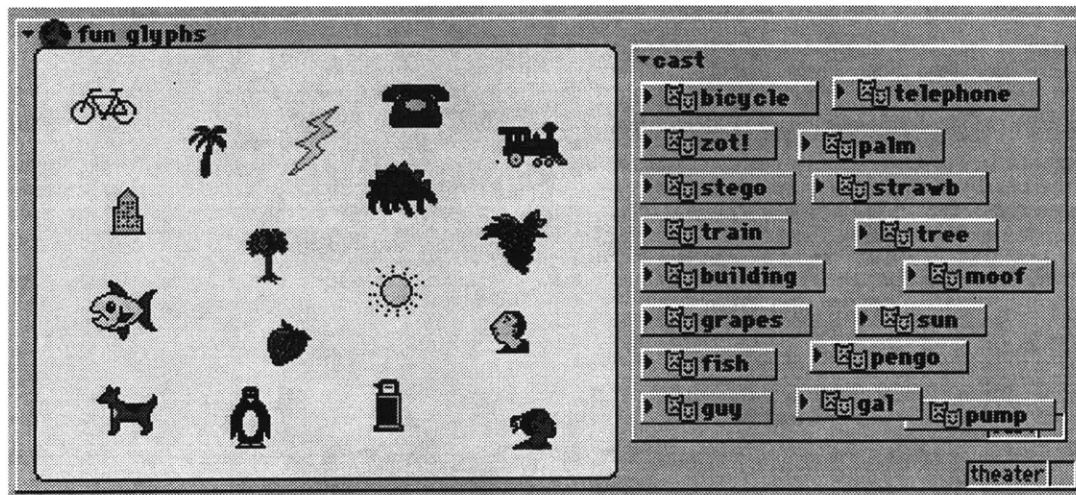 fun glyphs
cast
bicycle
telephone
zot!
palm
stego
strawb
train
tree
building
moof
grapes
sun
fish
pengo
guy
gal
pump
theater